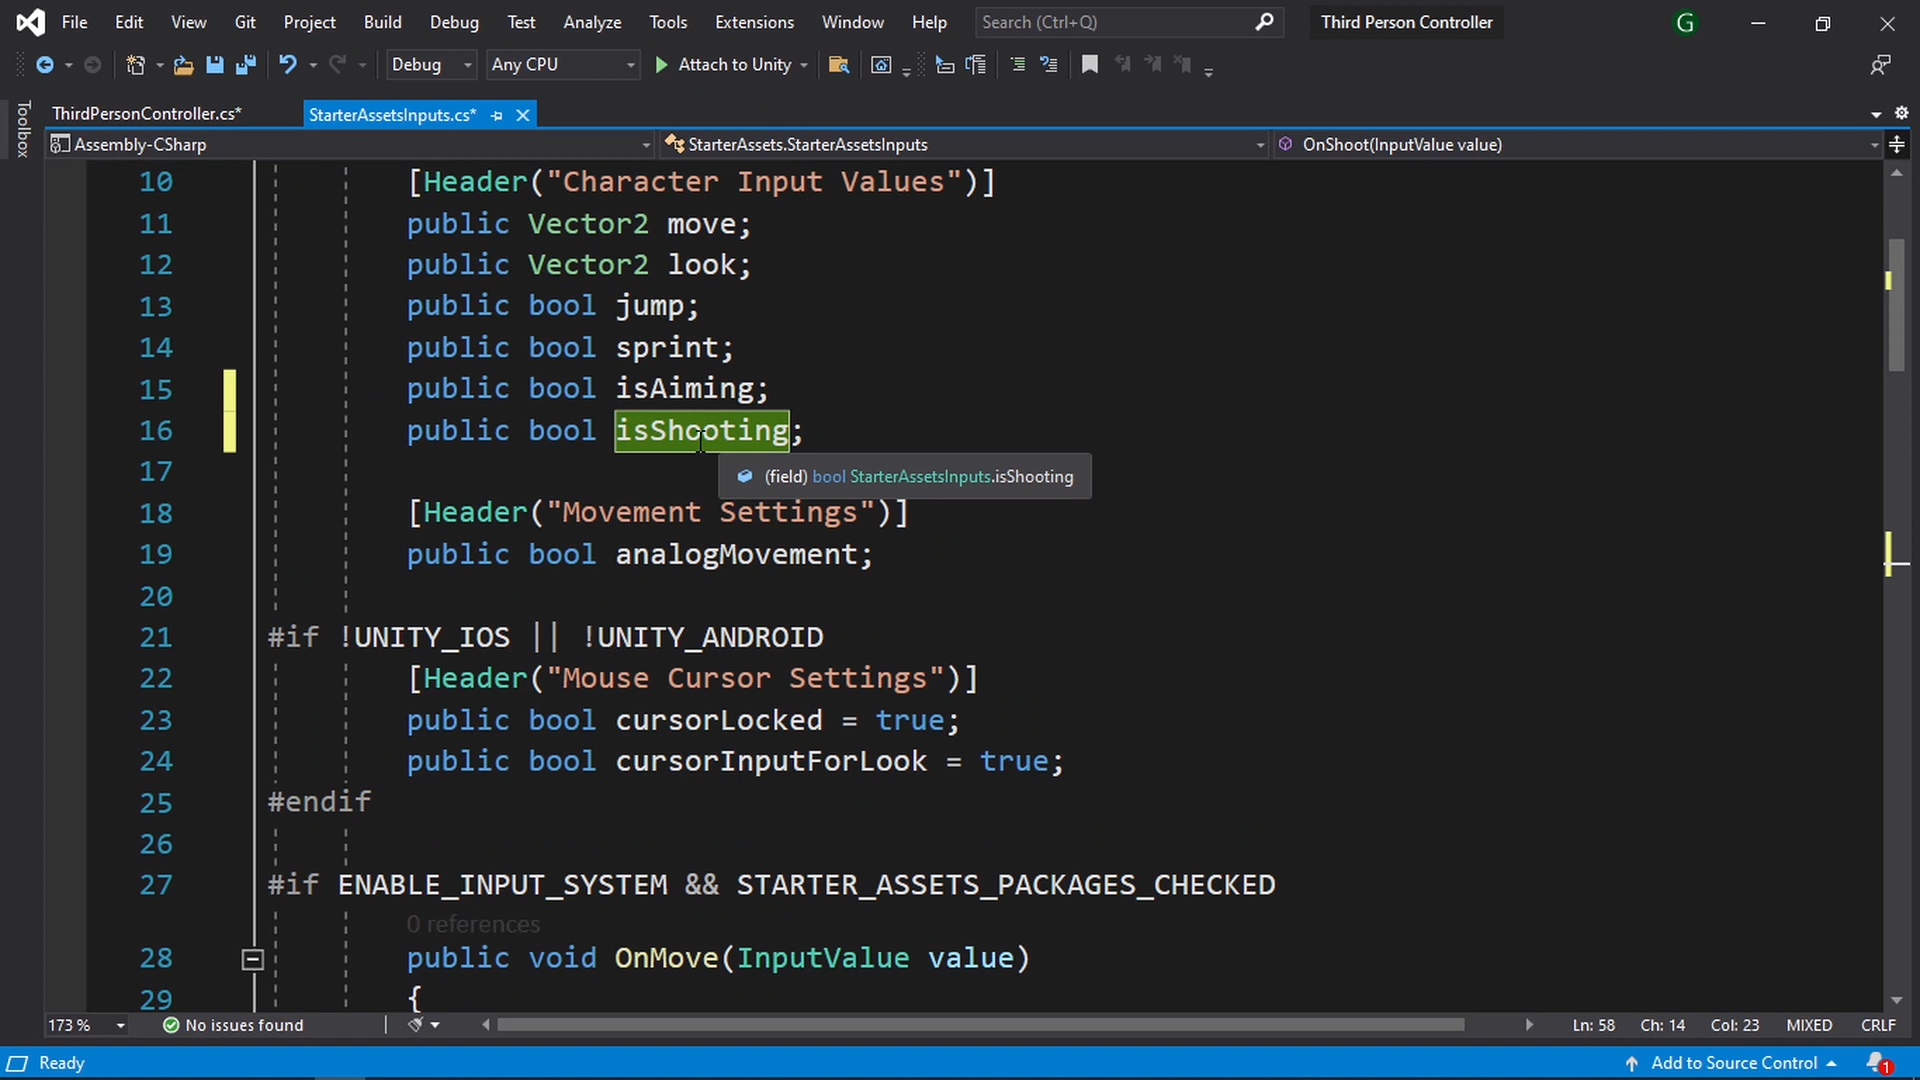 File Edit View Git Project Build Debug Test Analyze Tools Extensions Window Help Search (Ctrl+Q) Third Person Controller G
Debug Any CPU Attach to Unity
Toolbox
ThirdPersonController.cs* StarterAssetsInputs.cs*
Assembly-CSharp StarterAssets.StarterAssetsInputs OnShoot(InputValue value)
10 [Header("Character Input Values")]
11 public Vector2 move;
12 public Vector2 look;
13 public bool jump;
14 public bool sprint;
15 public bool isAiming;
16 public bool isShooting;
17
(field) bool StarterAssetsInputs.isShooting
18 [Header("Movement Settings")]
19 public bool analogMovement;
20
21 #if !UNITY_IOS || !UNITY_ANDROID
22 [Header("Mouse Cursor Settings")]
23 public bool cursorLocked = true;
24 public bool cursorInputForLook = true;
25 #endif
26
27 #if ENABLE_INPUT_SYSTEM && STARTER_ASSETS_PACKAGES_CHECKED
0 references
28 public void OnMove(InputValue value)
29 {
173 % No issues found Ln: 58 Ch: 14 Col: 23 MIXED CRLF
Ready Add to Source Control 1